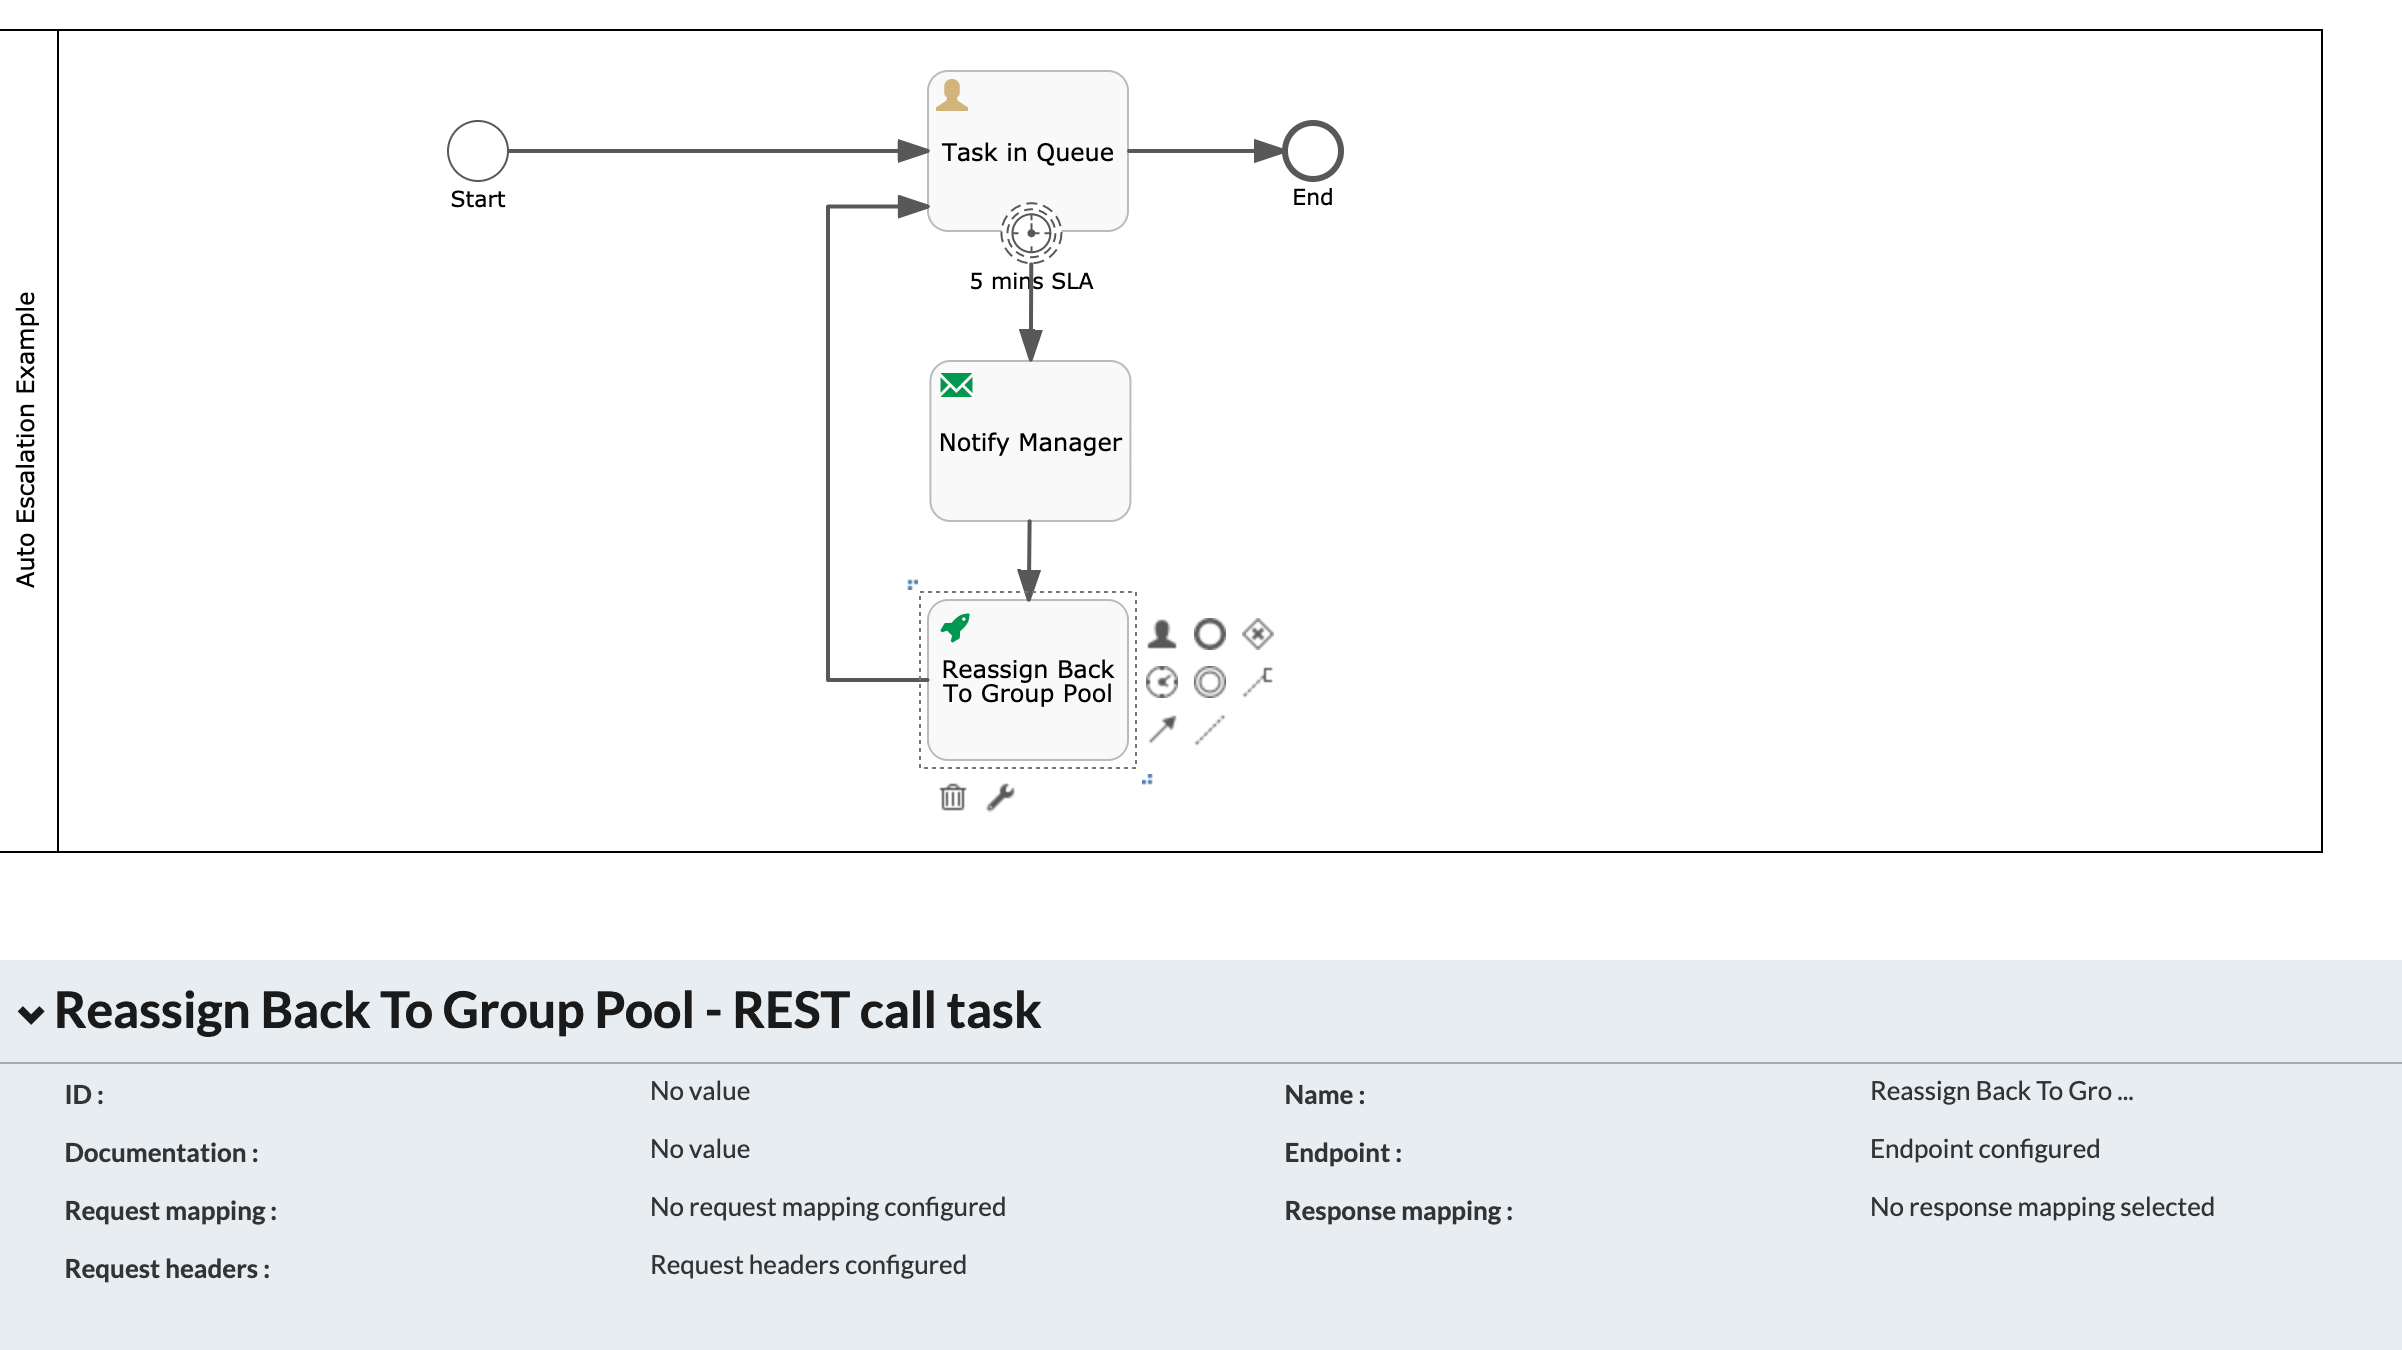 Auto Escalation Example
Start
Task in Queue
End
5 mins SLA
Notify Manager
Reassign Back
To Group Pool
Reassign Back To Group Pool - REST call task
ID : No value Name : Reassign Back To Gro ...
Documentation : No value Endpoint : Endpoint configured
Request mapping : No request mapping configured Response mapping : No response mapping selected
Request headers : Request headers configured